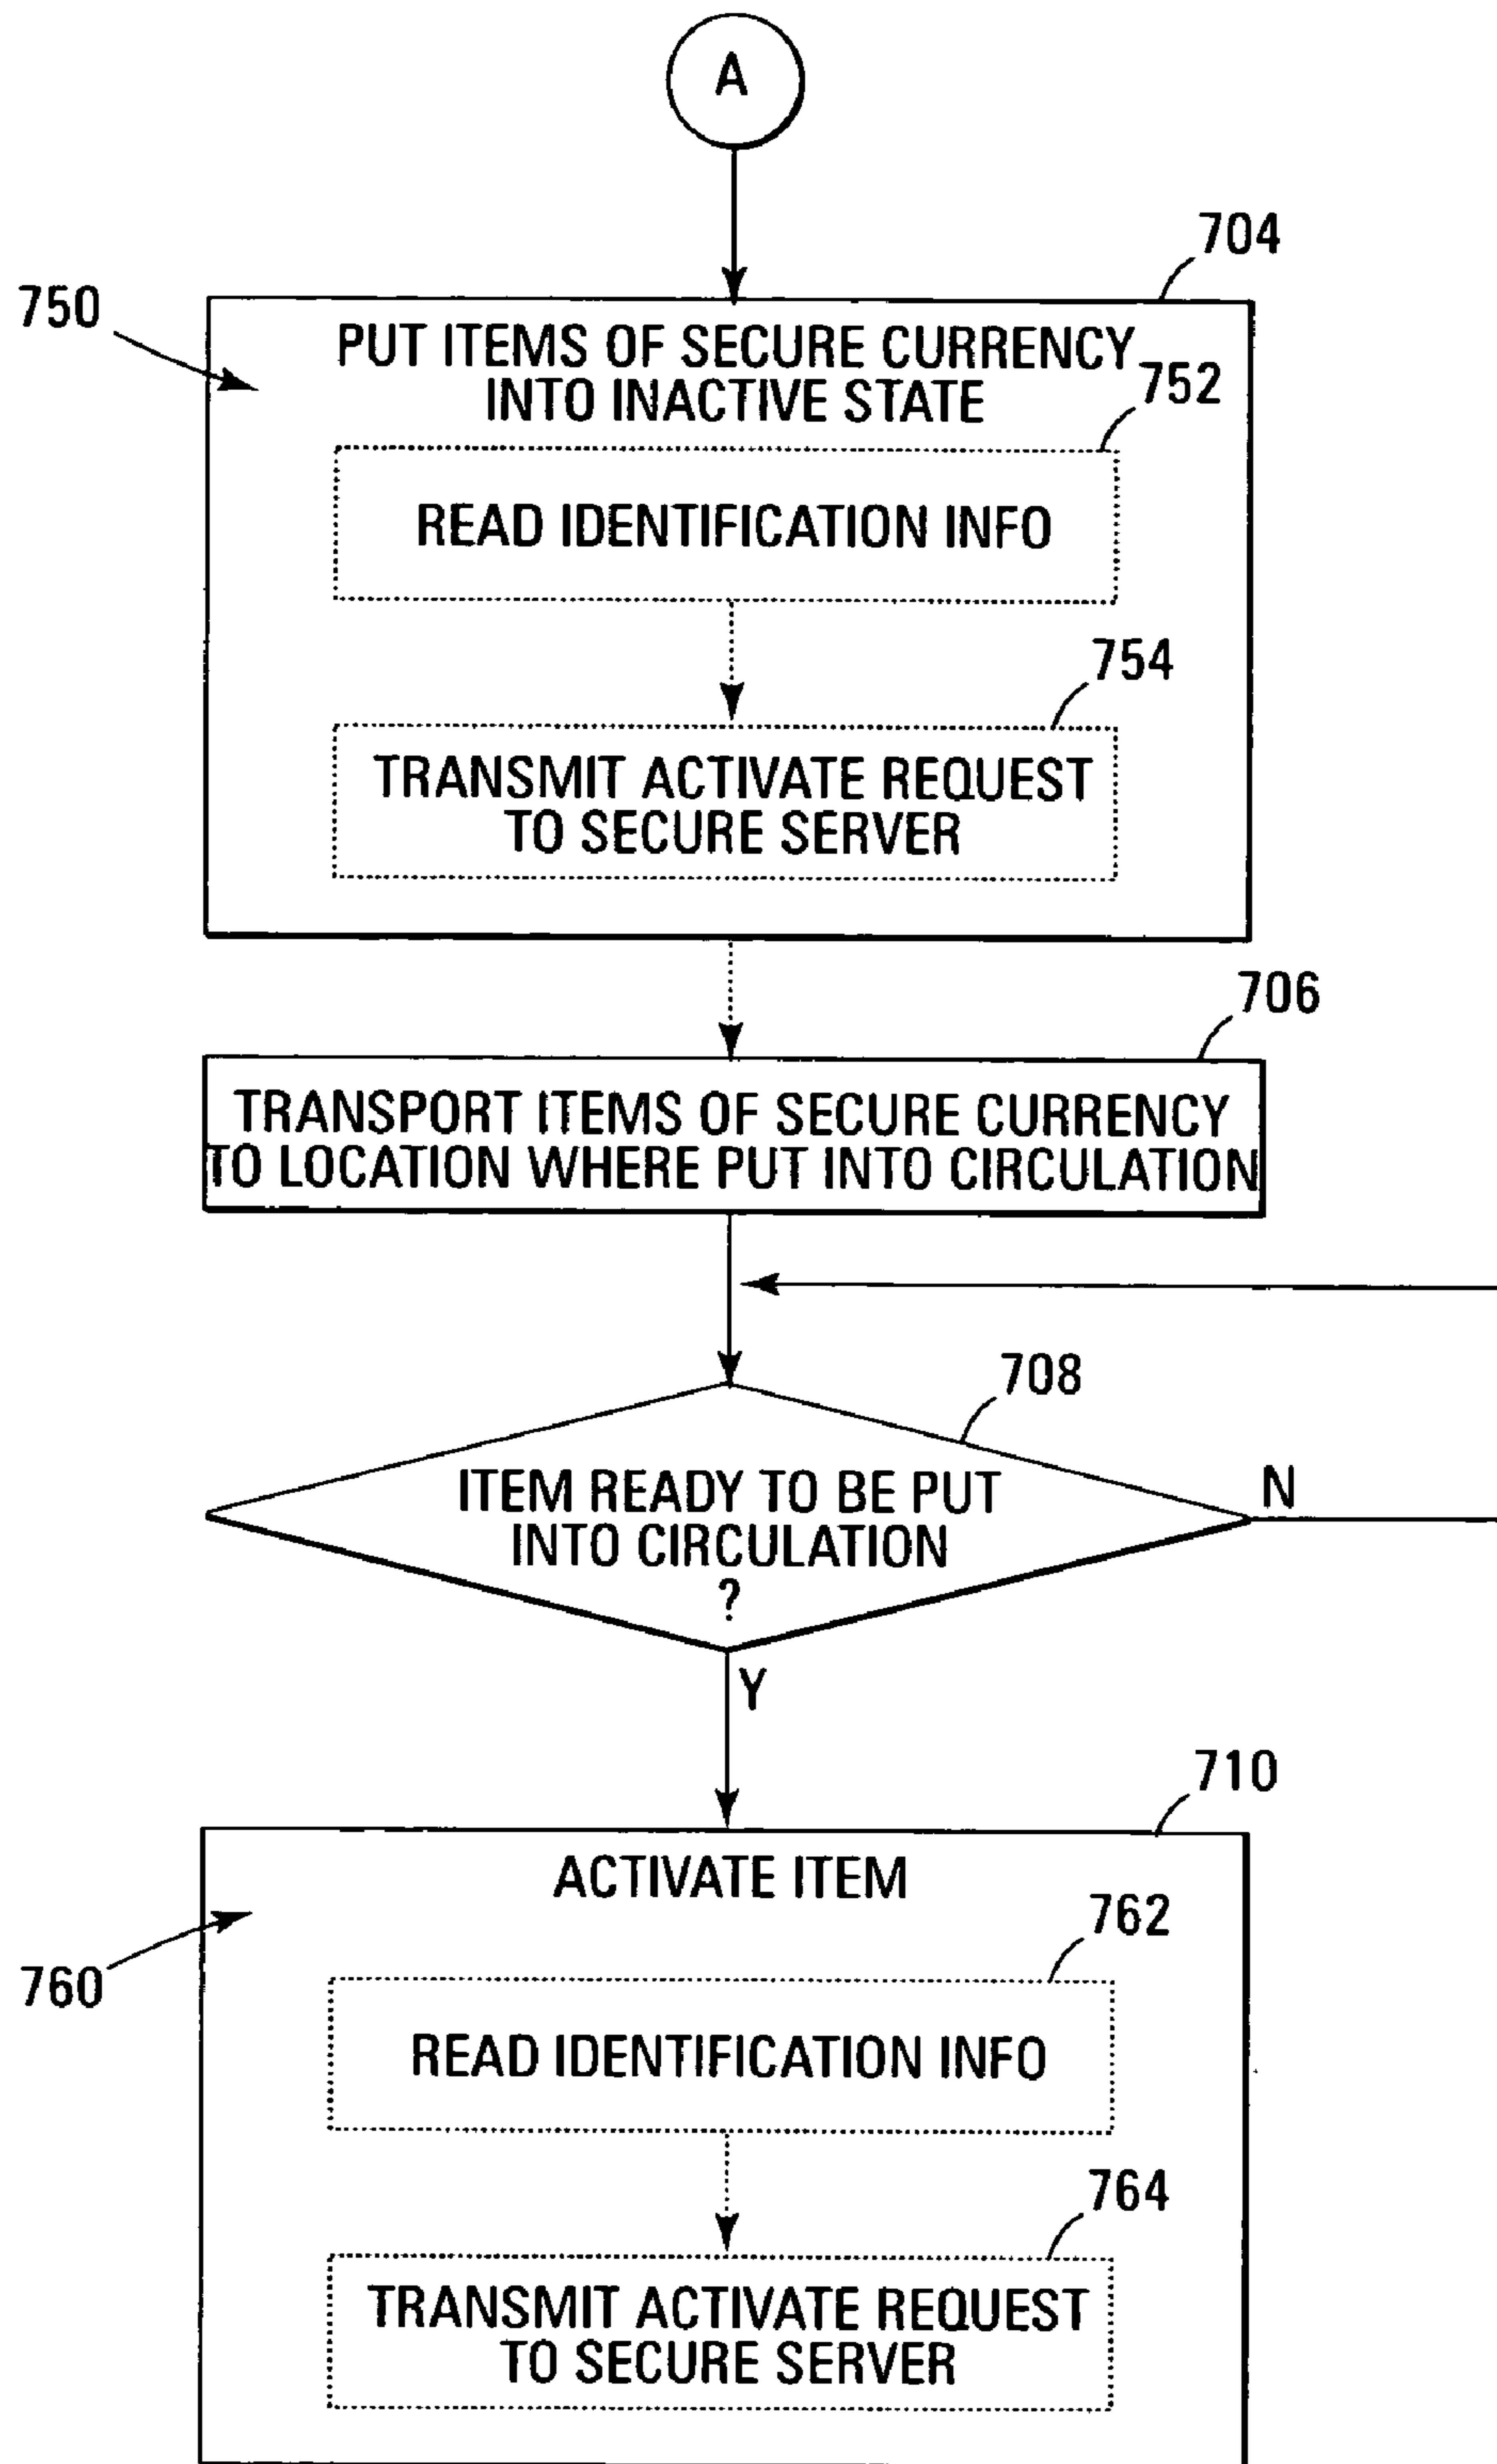 A
704
750
PUT ITEMS OF SECURE CURRENCY
INTO INACTIVE STATE
752
READ IDENTIFICATION INFO
754
TRANSMIT ACTIVATE REQUEST
TO SECURE SERVER
706
TRANSPORT ITEMS OF SECURE CURRENCY
TO LOCATION WHERE PUT INTO CIRCULATION
708
ITEM READY TO BE PUT
INTO CIRCULATION
?
N
Y
710
ACTIVATE ITEM
762
760
READ IDENTIFICATION INFO
764
TRANSMIT ACTIVATE REQUEST
TO SECURE SERVER